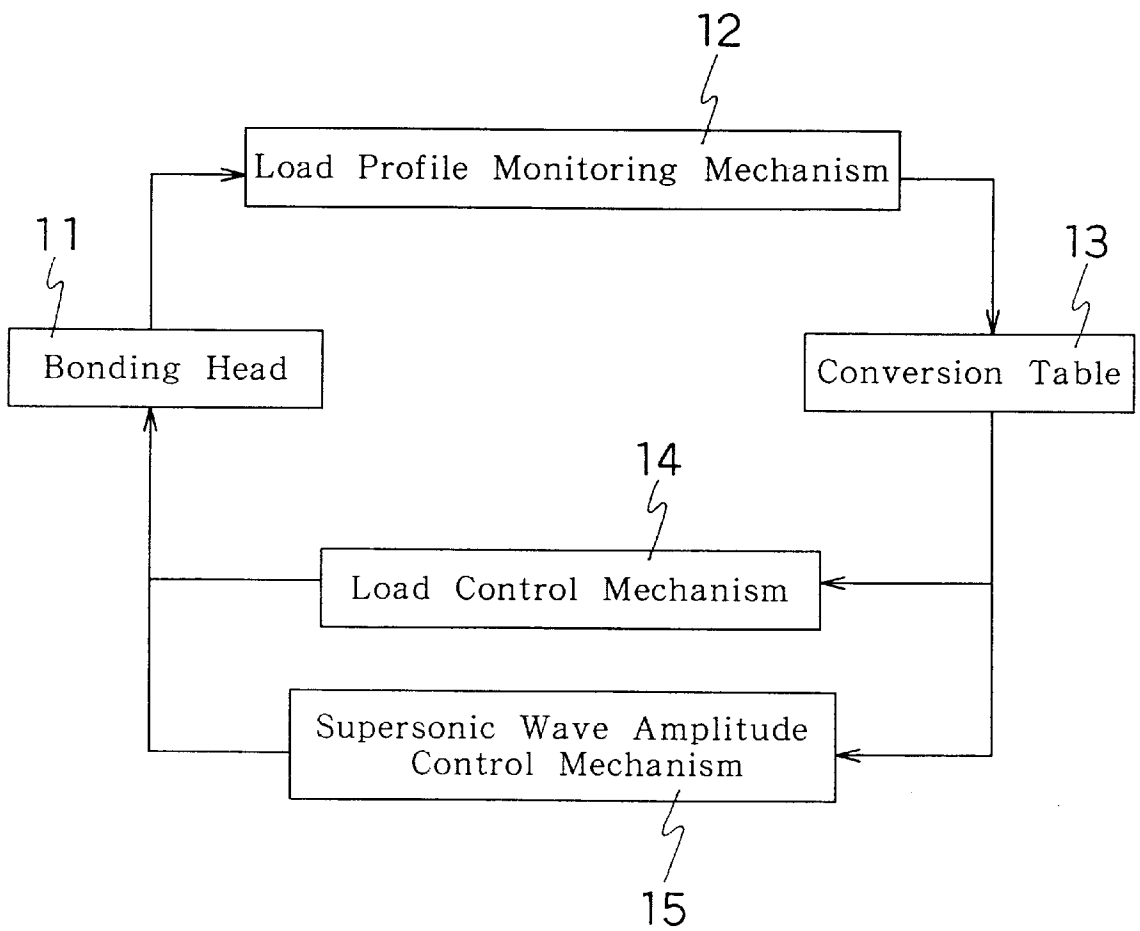 12
Load Profile Monitoring Mechanism
11
13
Bonding Head
Conversion Table
14
Load Control Mechanism
Supersonic Wave Amplitude
Control Mechanism
15